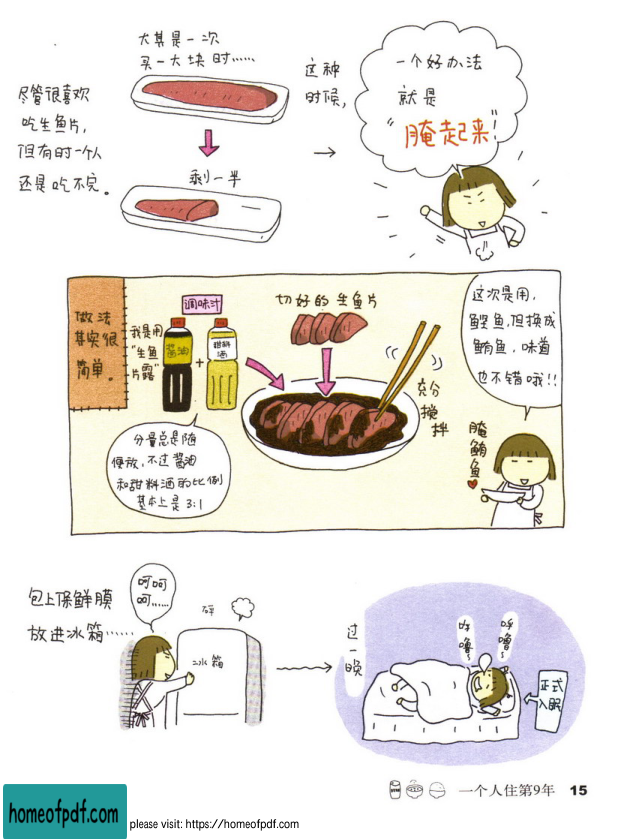 尽管很喜欢
吃生鱼片,
但有时一个人
还是吃不完。
尤其是一次
买一大块时……
剩一半
这种
时候,
一个好办法
就是
“腌起来”!
做法
其实很
简单。
调味汁
我是用
“生鱼
片露”
酱油
+
甜料
酒
分量总是随
便放,不过酱油
和甜料酒的比例
基本上是3:1
切好的生鱼片
充分
搅
拌
这次是用,
鲣鱼,但换成
鲔鱼,味道
也不错哦!!
腌鲔鱼
包上保鲜膜
放进冰箱……
呵呵
呵……
砰
冰箱
过一晚
呼噜~
呼噜~
正式
入眠
一个人住第9年 15
homeofpdf.com
please visit: https://homeofpdf.com